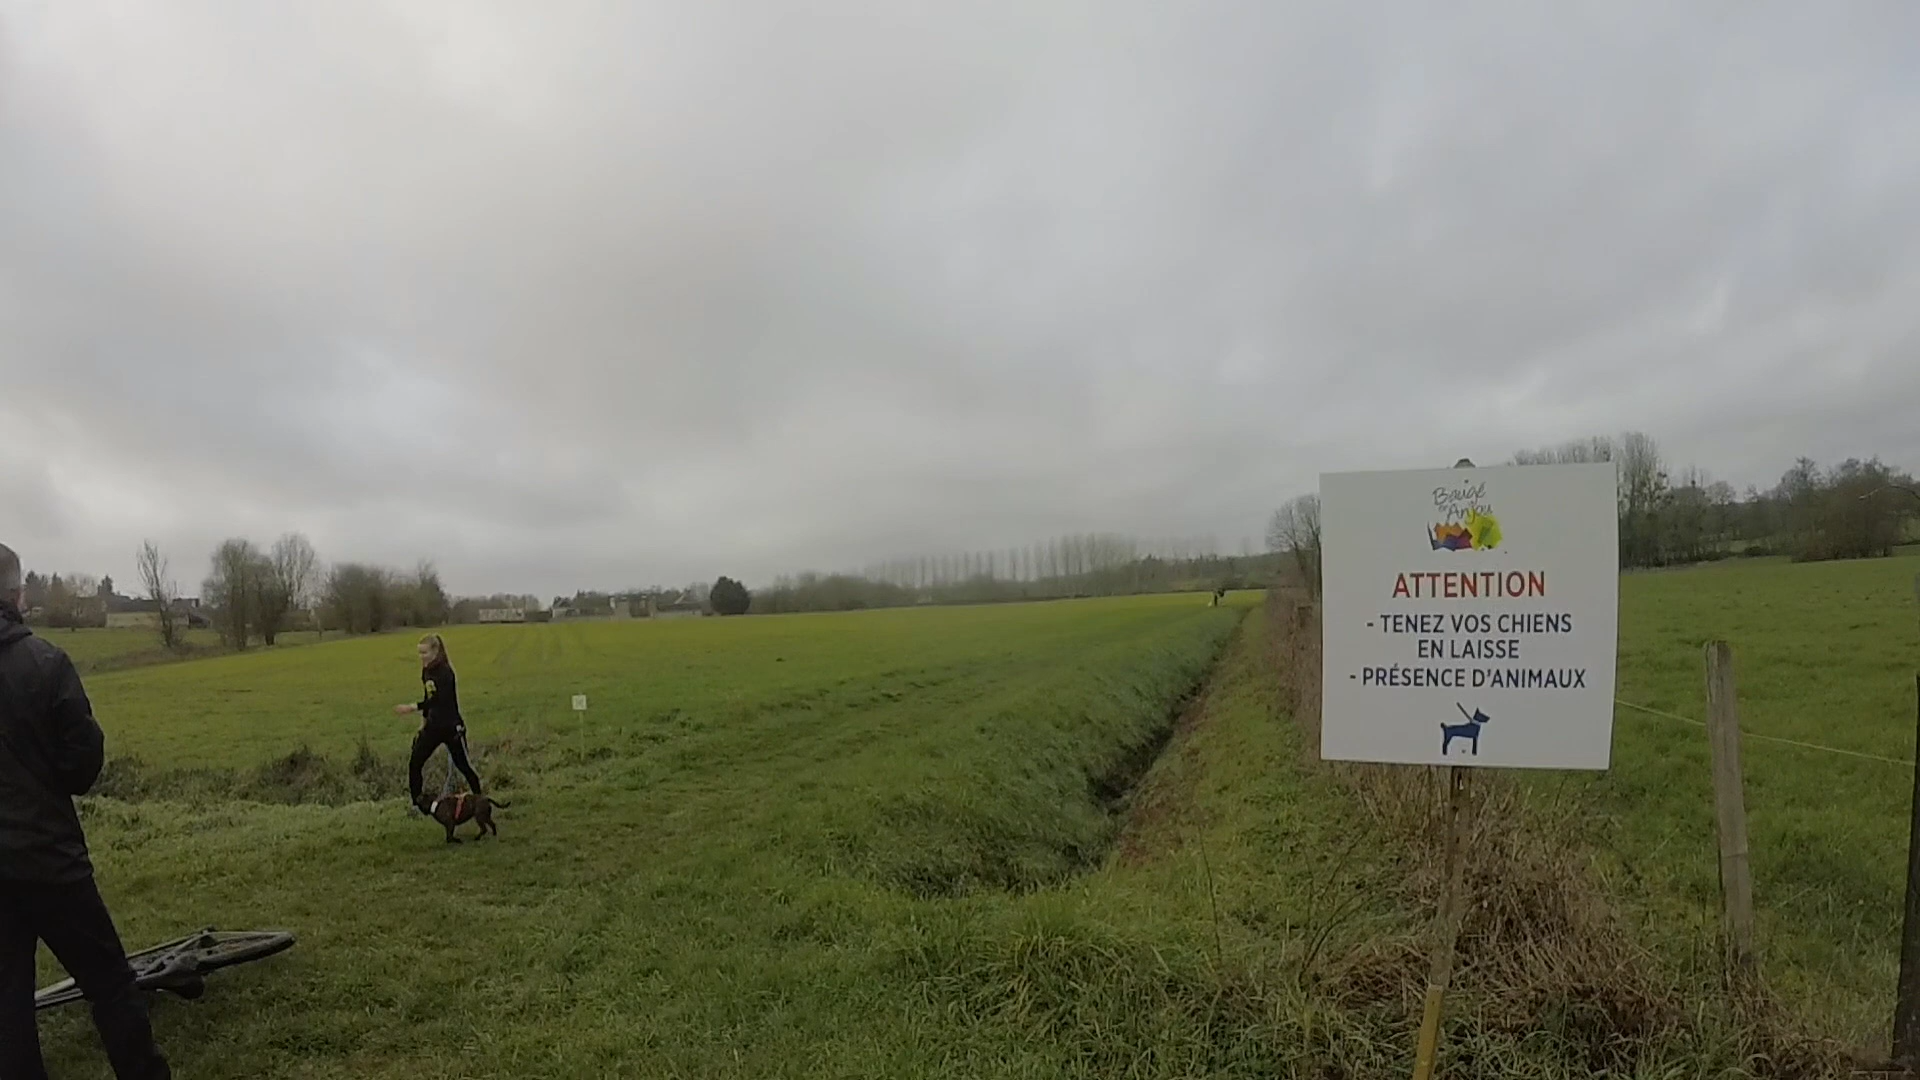 Baugé
en
Anjou
ATTENTION
- TENEZ VOS CHIENS
EN LAISSE
- PRÉSENCE D'ANIMAUX